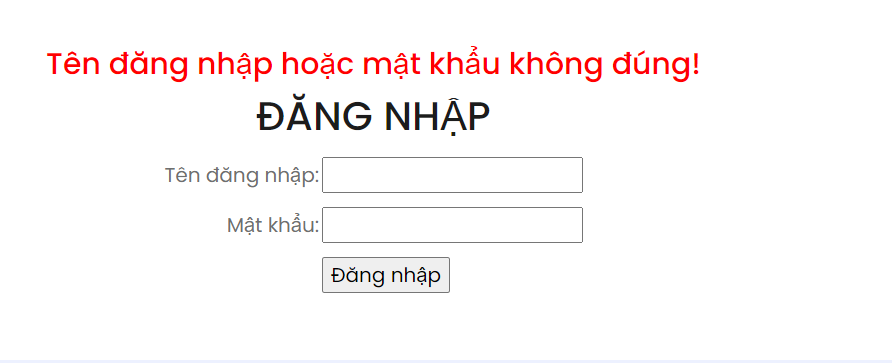 Tên đăng nhập hoặc mật khẩu không đúng!
ĐĂNG NHẬP
Tên đăng nhập:
Mật khẩu:
Đăng nhập